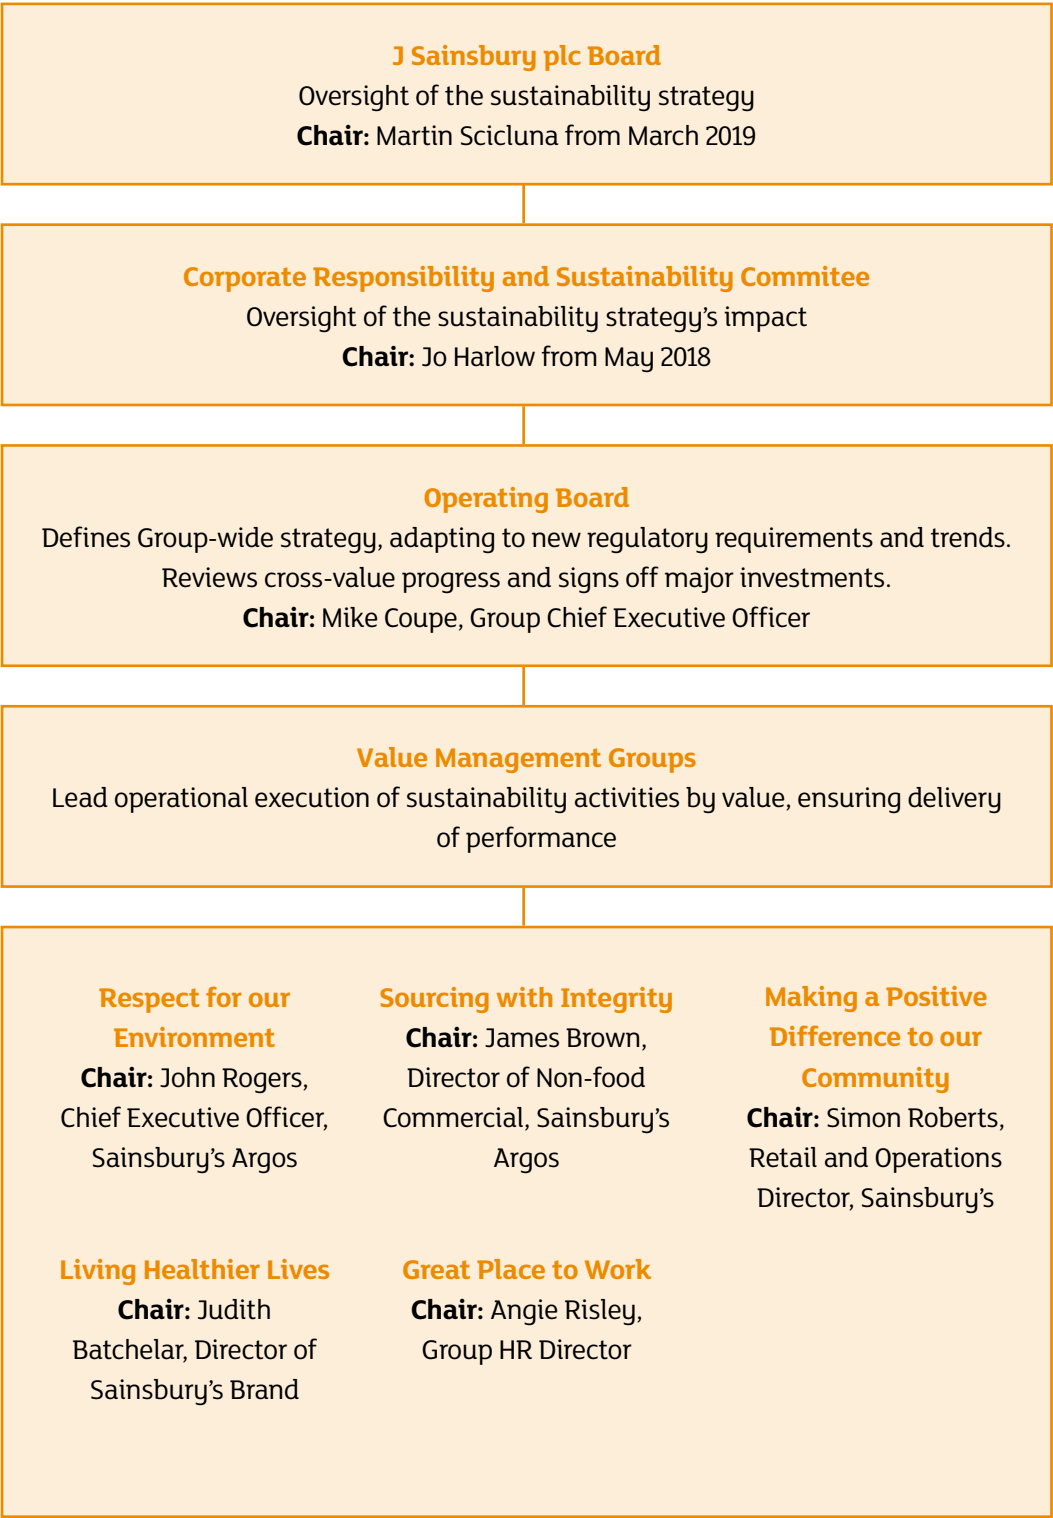 J Sainsbury plc Board
Oversight of the sustainability strategy
Chair: Martin Scicluna from March 2019
Corporate Responsibility and Sustainability Commitee
Oversight of the sustainability strategy's impact
Chair: Jo Harlow from May 2018
Operating Board
Defines Group-wide strategy, adapting to new regulatory requirements and trends.
Reviews cross-value progress and signs off major investments.
Chair: Mike Coupe, Group Chief Executive Officer
Value Management Groups
Lead operational execution of sustainability activities by value, ensuring delivery
of performance
Respect for our
Environment
Chair: John Rogers,
Chief Executive Officer,
Sainsbury's Argos
Sourcing with Integrity
Chair: James Brown,
Director of Non-food
Commercial, Sainsbury's
Argos
Making a Positive
Difference to our
Community
Chair: Simon Roberts,
Retail and Operations
Director, Sainsbury's
Living Healthier Lives
Chair: Judith
Batchelar, Director of
Sainsbury's Brand
Great Place to Work
Chair: Angie Risley,
Group HR Director